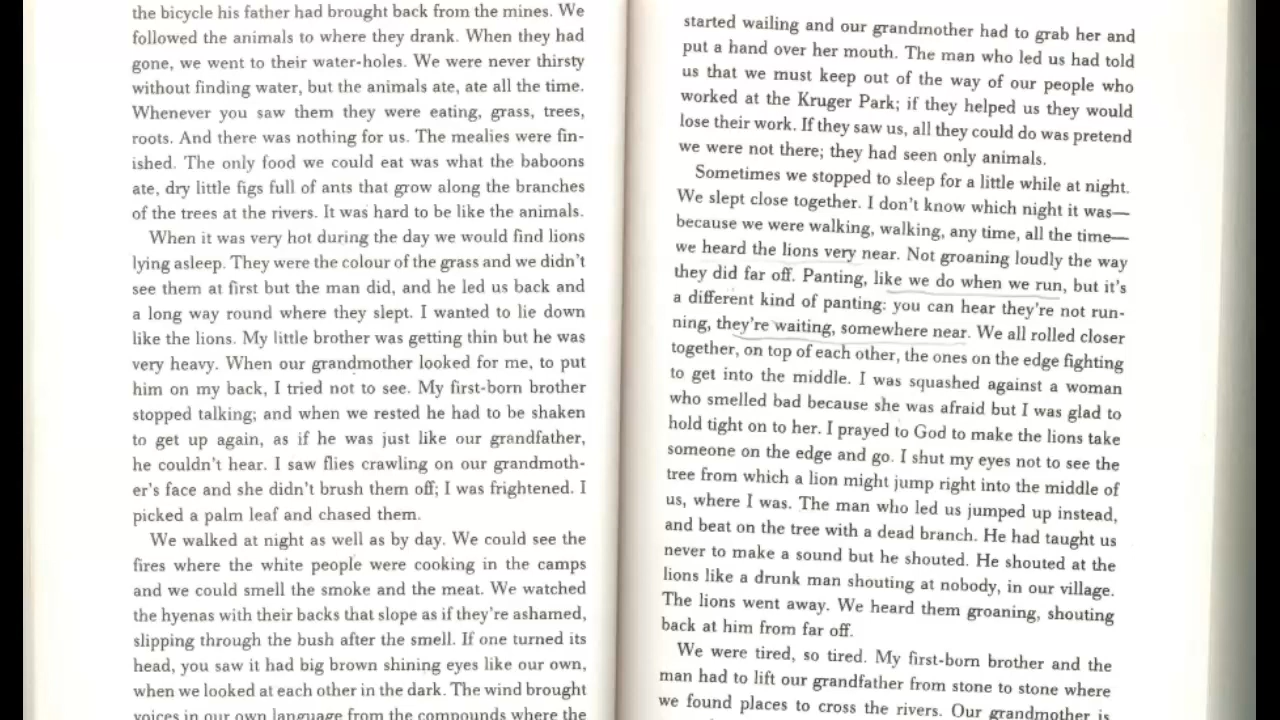 the bicycle his father had brought back from the mines. We
followed the animals to where they drank. When they had
gone, we went to their water-holes. We were never thirsty
without finding water, but the animals ate, ate all the time.
Whenever you saw them they were eating, grass, trees,
roots. And there was nothing for us. The mealies were fin-
ished. The only food we could eat was what the baboons
ate, dry little figs full of ants that grow along the branches
of the trees at the rivers. It was hard to be like the animals.
When it was very hot during the day we would find lions
lying asleep. They were the colour of the grass and we didn't
see them at first but the man did, and he led us back and
a long way round where they slept. I wanted to lie down
like the lions. My little brother was getting thin but he was
very heavy. When our grandmother looked for me, to put
him on my back, I tried not to see. My first-born brother
stopped talking; and when we rested he had to be shaken
to get up again, as if he was just like our grandfather,
he couldn't hear. I saw flies crawling on our grandmoth-
er's face and she didn't brush them off; I was frightened. I
picked a palm leaf and chased them.
We walked at night as well as by day. We could see the
fires where the white people were cooking in the camps
and we could smell the smoke and the meat. We watched
the hyenas with their backs that slope as if they're ashamed,
slipping through the bush after the smell. If one turned its
head, you saw it had big brown shining eyes like our own,
when we looked at each other in the dark. The wind brought
voices in our own language from the compounds where the
started wailing and our grandmother had to grab her and
put a hand over her mouth. The man who led us had told
us that we must keep out of the way of our people who
worked at the Kruger Park; if they helped us they would
lose their work. If they saw us, all they could do was pretend
we were not there; they had seen only animals.
Sometimes we stopped to sleep for a little while at night.
We slept close together. I don't know which night it was—
because we were walking, walking, any time, all the time—
we heard the lions very near. Not groaning loudly the way
they did far off. Panting, like we do when we run, but it's
a different kind of panting: you can hear they're not run-
ning, they're waiting, somewhere near. We all rolled closer
together, on top of each other, the ones on the edge fighting
to get into the middle. I was squashed against a woman
who smelled bad because she was afraid but I was glad to
hold tight on to her. I prayed to God to make the lions take
someone on the edge and go. I shut my eyes not to see the
tree from which a lion might jump right into the middle of
us, where I was. The man who led us jumped up instead,
and beat on the tree with a dead branch. He had taught us
never to make a sound but he shouted. He shouted at the
lions like a drunk man shouting at nobody, in our village.
The lions went away. We heard them groaning, shouting
back at him from far off.
We were tired, so tired. My first-born brother and the
man had to lift our grandfather from stone to stone where
we found places to cross the rivers. Our grandmother is